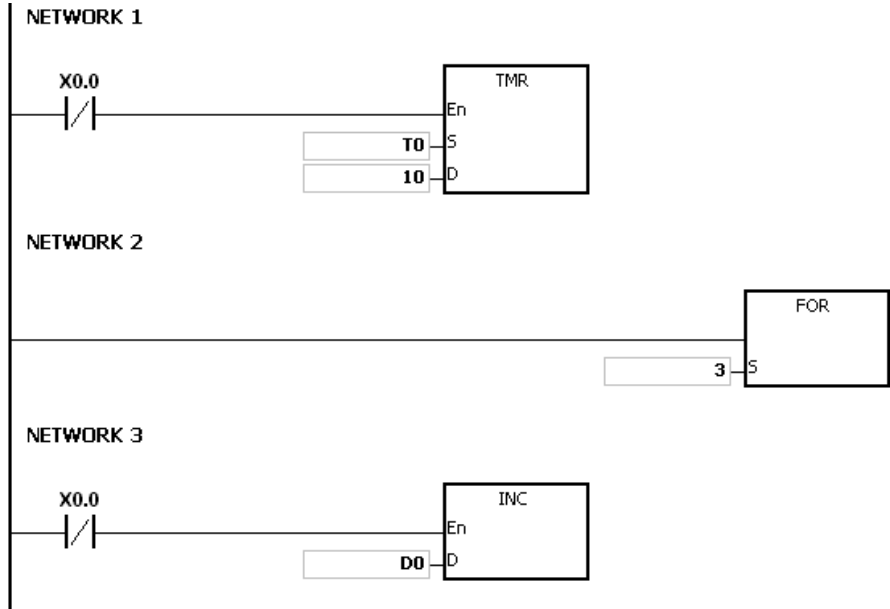 NETWORK 1
X0.0
TMR
En
T0 S
10 D
NETWORK 2
FOR
3 S
NETWORK 3
X0.0
INC
En
D0 D